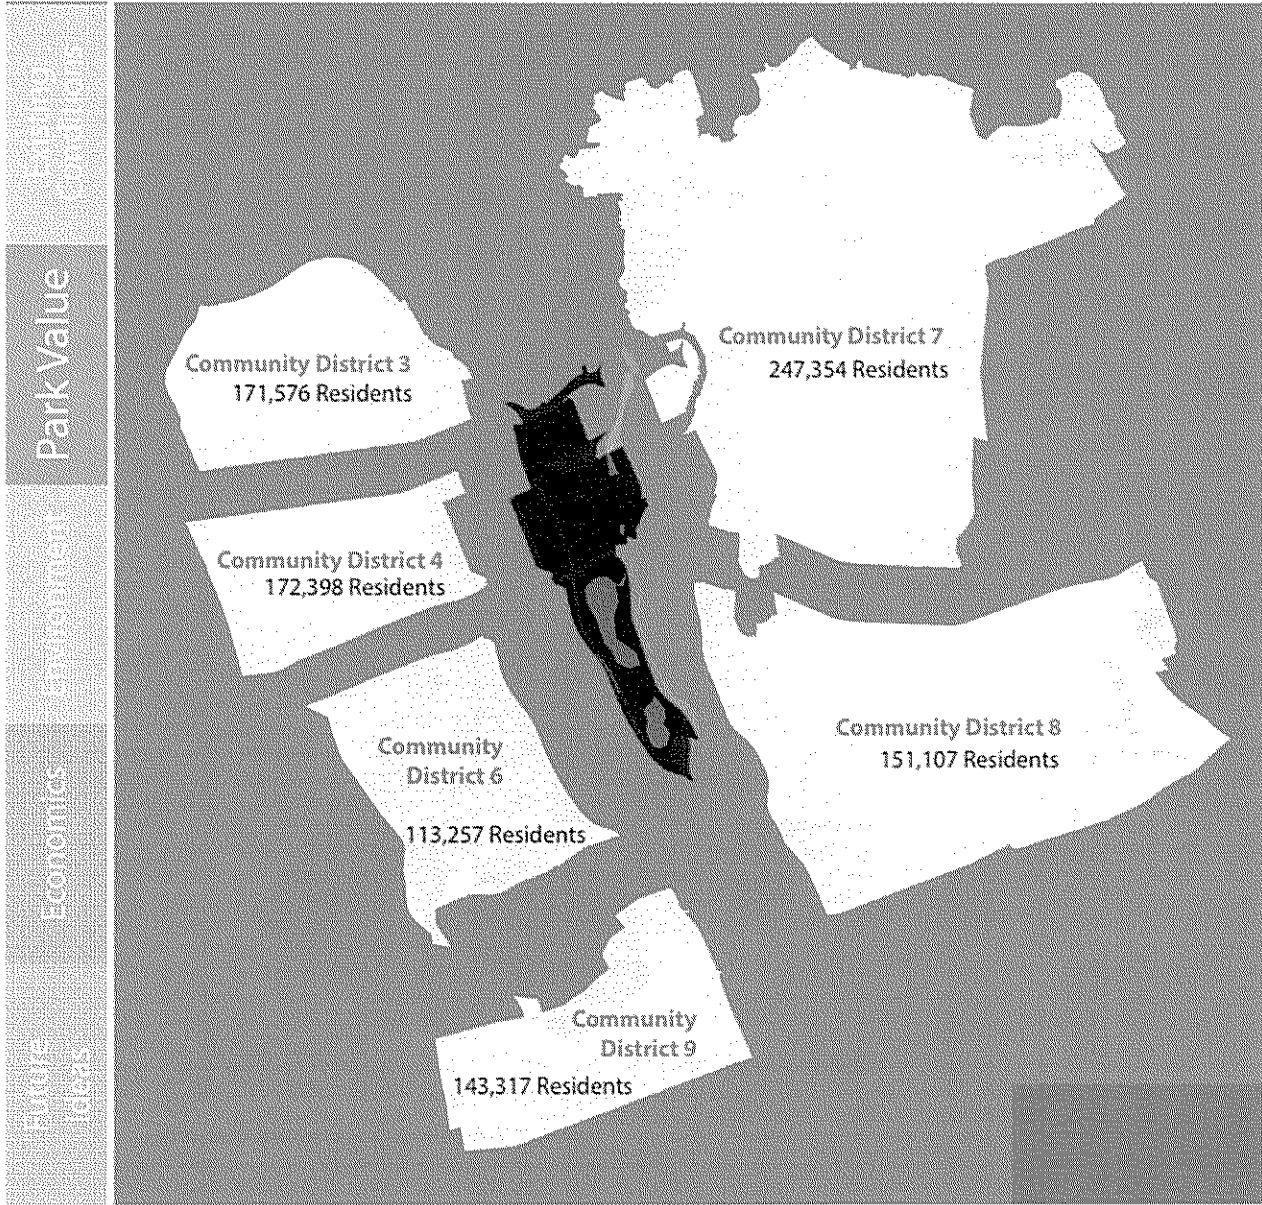 Park Value
Economics
Community District 7
247,354 Residents
Community District 3
171,576 Residents
Community District 4
172,398 Residents
Community District 8
151,107 Residents
Community
District 6
113,257 Residents
Community
District 9
143,317 Residents